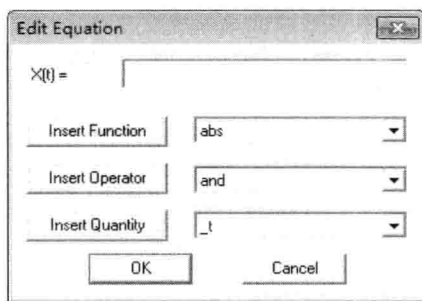 Edit Equation
X(t) =
Insert Function abs
Insert Operator and
Insert Quantity _t
OK Cancel